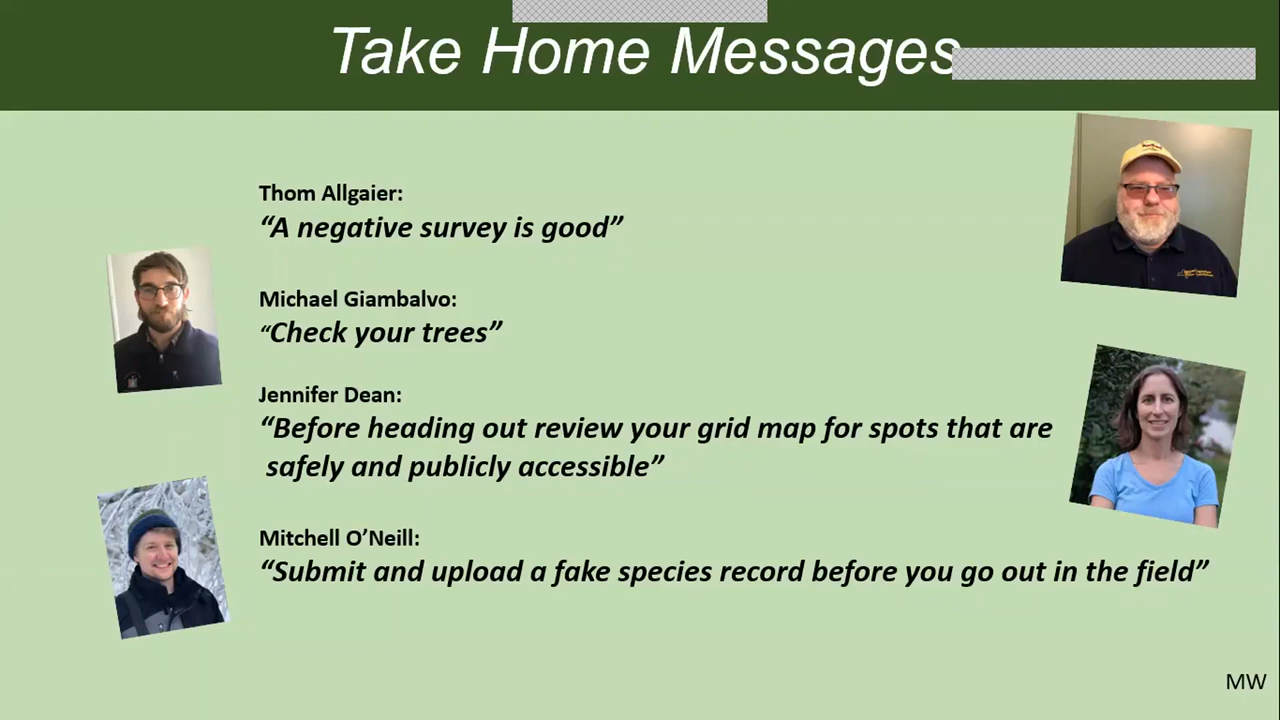 Take Home Messages
Thom Allgaier:
“A negative survey is good”
Michael Giambalvo:
“Check your trees”
Jennifer Dean:
“Before heading out review your grid map for spots that are
safely and publicly accessible”
Mitchell O’Neill:
“Submit and upload a fake species record before you go out in the field”
MW